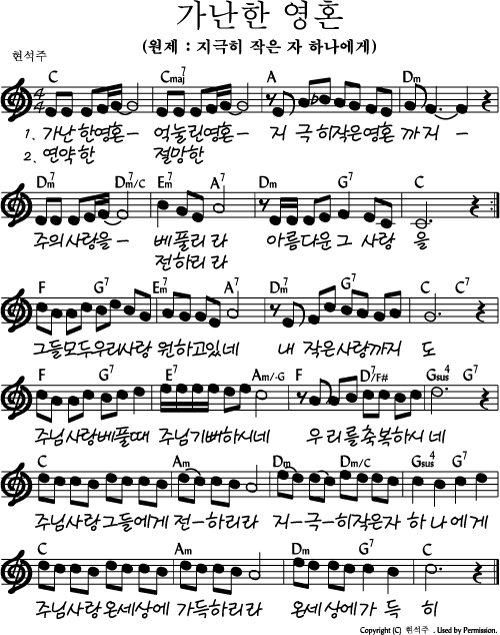 가난한 영혼
(원제 : 지극히 작은 자 하나에게)
현석주
C Cmaj7 A Dm
4/4
1. 가난 한영혼- 억눌린영혼- 지 극 히작은영혼 까지 -
2. 연약한 절망한
Dm7 Dm7/C Em7 A7 Dm G7 C
주의사랑을- 베풀리 라 아름다운그 사랑 을
전하리 라
F G7 Em7 A7 Dm7 G7 C C7
그들모두우리사랑 원하고있네 내 작은사랑까지 도
F G7 E7 Am/-G F D7/F# Gsus4 G7
주님사랑베풀때 주님기뻐하시네 우 리를축복하시 네
C Am Dm Dm/C Gsus4 G7
주님사랑 그들에게 전-하리라 지-극-히작은자 하 나 에게
C Am Dm G7 C
주님사랑 온세상에 가득하리라 온세상에가 득 히
Copyright (C) 현석주 . Used by Permission.